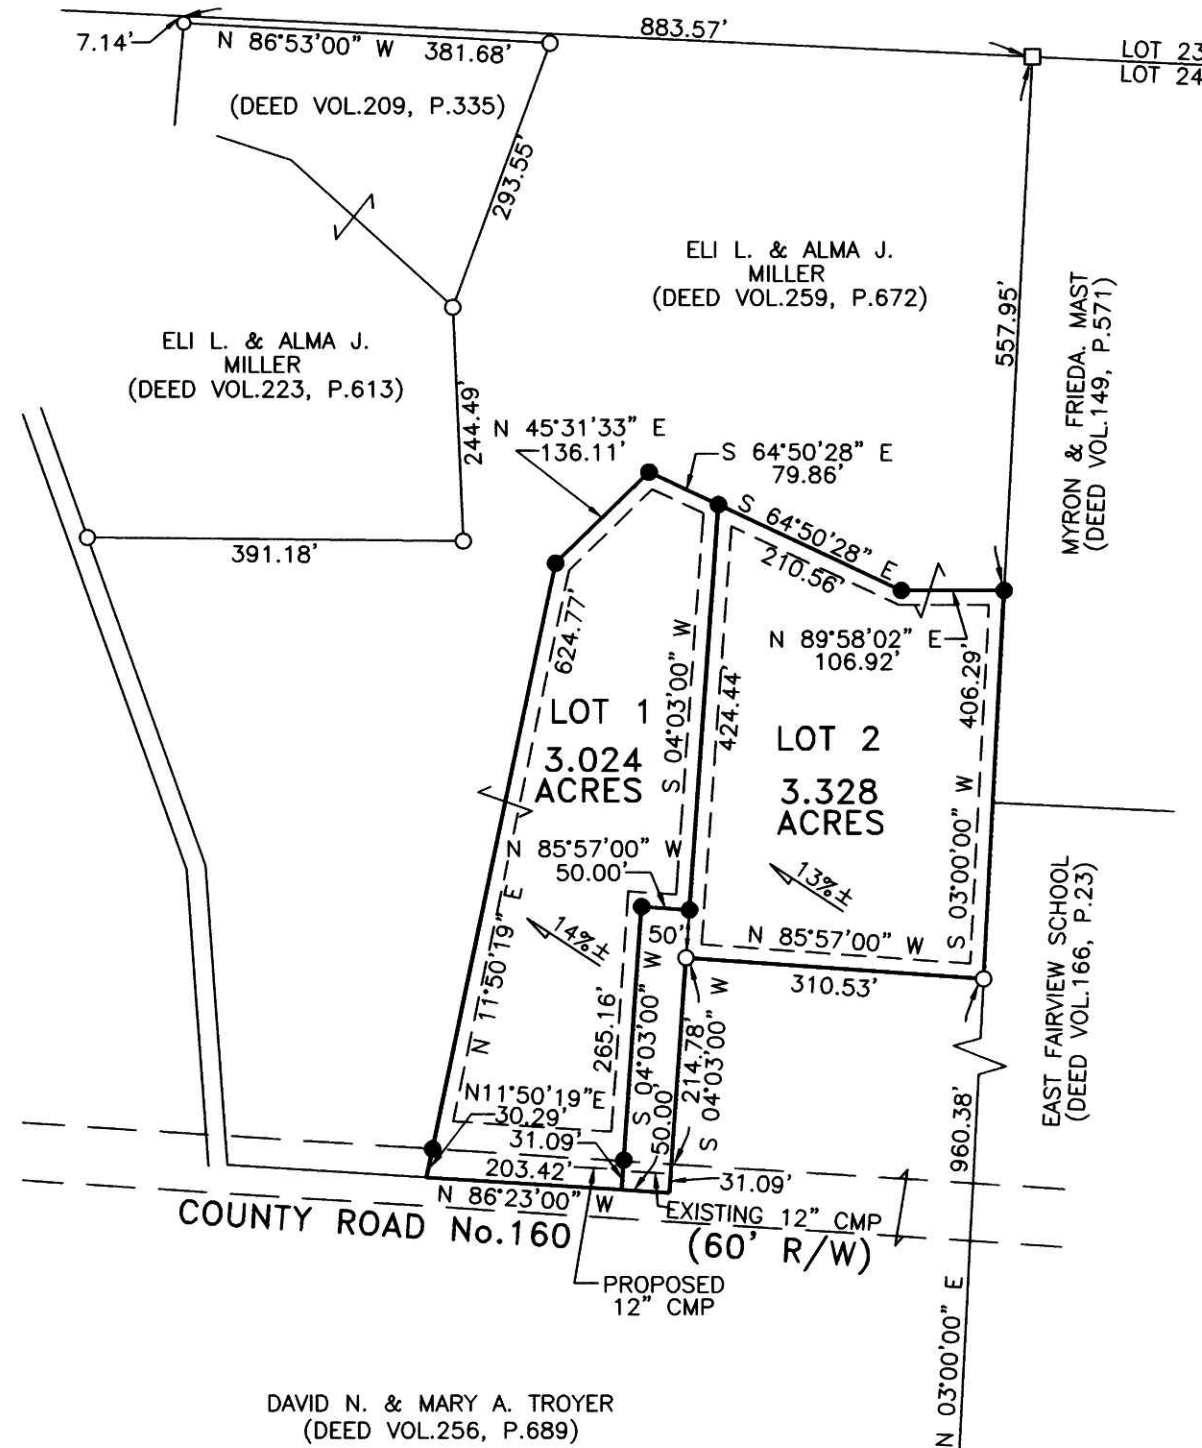 883.57'
7.14'
N 86°53'00" W 381.68'
LOT 23
LOT 24
(DEED VOL.209, P.335)
293.55'
ELI L. & ALMA J.
MILLER
(DEED VOL.259, P.672)
557.95'
MYRON & FRIEDA. MAST
(DEED VOL.149, P.571)
ELI L. & ALMA J.
MILLER
(DEED VOL.223, P.613)
244.49'
N 45°31'33" E
136.11'
S 64°50'28" E
79.86'
S 64°50'28" E
210.56'
391.18'
624.77'
N 89°58'02" E
106.92'
406.29'
S 04°03'00" W
424.44'
LOT 1
3.024
ACRES
LOT 2
3.328
ACRES
N 85°57'00" W
50.00'
13%±
S 03°00'00" W
EAST FAIRVIEW SCHOOL
(DEED VOL.166, P.23)
N 11°50'19" E
14%±
50'
N 85°57'00" W
310.53'
265.16'
S 04°03'00" W
214.78'
S 04°03'00" W
N11°50'19"E
30.29'
31.09'
50.00'
960.38'
203.42'
31.09'
N 86°23'00" W
EXISTING 12" CMP
COUNTY ROAD No.160
(60' R/W)
PROPOSED
12" CMP
N 03°00'00" E
DAVID N. & MARY A. TROYER
(DEED VOL.256, P.689)